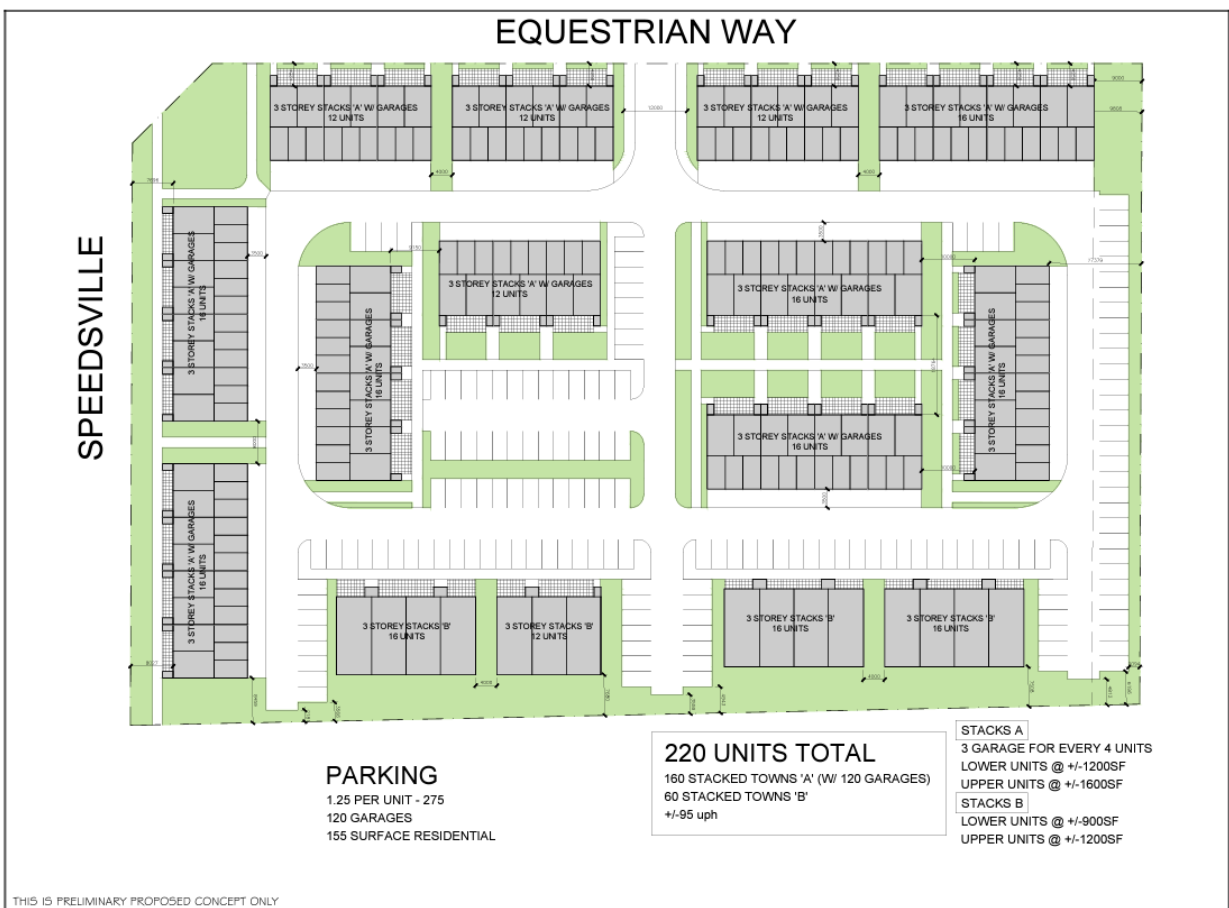 EQUESTRIAN WAY
3 STOREY STACKS 'A' W/ GARAGES
12 UNITS
3 STOREY STACKS 'A' W/ GARAGES
12 UNITS
3 STOREY STACKS 'A' W/ GARAGES
12 UNITS
3 STOREY STACKS 'A' W/ GARAGES
16 UNITS
SPEEDSVILLE
3 STOREY STACKS 'A' W/ GARAGES
16 UNITS
3 STOREY STACKS 'A' W/ GARAGES
16 UNITS
3 STOREY STACKS 'A' W/ GARAGES
12 UNITS
3 STOREY STACKS 'A' W/ GARAGES
16 UNITS
3 STOREY STACKS 'A' W/ GARAGES
16 UNITS
3 STOREY STACKS 'A' W/ GARAGES
16 UNITS
3 STOREY STACKS 'A' W/ GARAGES
16 UNITS
3 STOREY STACKS 'B'
16 UNITS
3 STOREY STACKS 'B'
12 UNITS
3 STOREY STACKS 'B'
16 UNITS
3 STOREY STACKS 'B'
16 UNITS
PARKING
1.25 PER UNIT - 275
120 GARAGES
155 SURFACE RESIDENTIAL
220 UNITS TOTAL
160 STACKED TOWNS 'A' (W/ 120 GARAGES)
60 STACKED TOWNS 'B'
+/-95 uph
STACKS A
3 GARAGE FOR EVERY 4 UNITS
LOWER UNITS @ +/-1200SF
UPPER UNITS @ +/-1600SF
STACKS B
LOWER UNITS @ +/-900SF
UPPER UNITS @ +/-1200SF
THIS IS PRELIMINARY PROPOSED CONCEPT ONLY